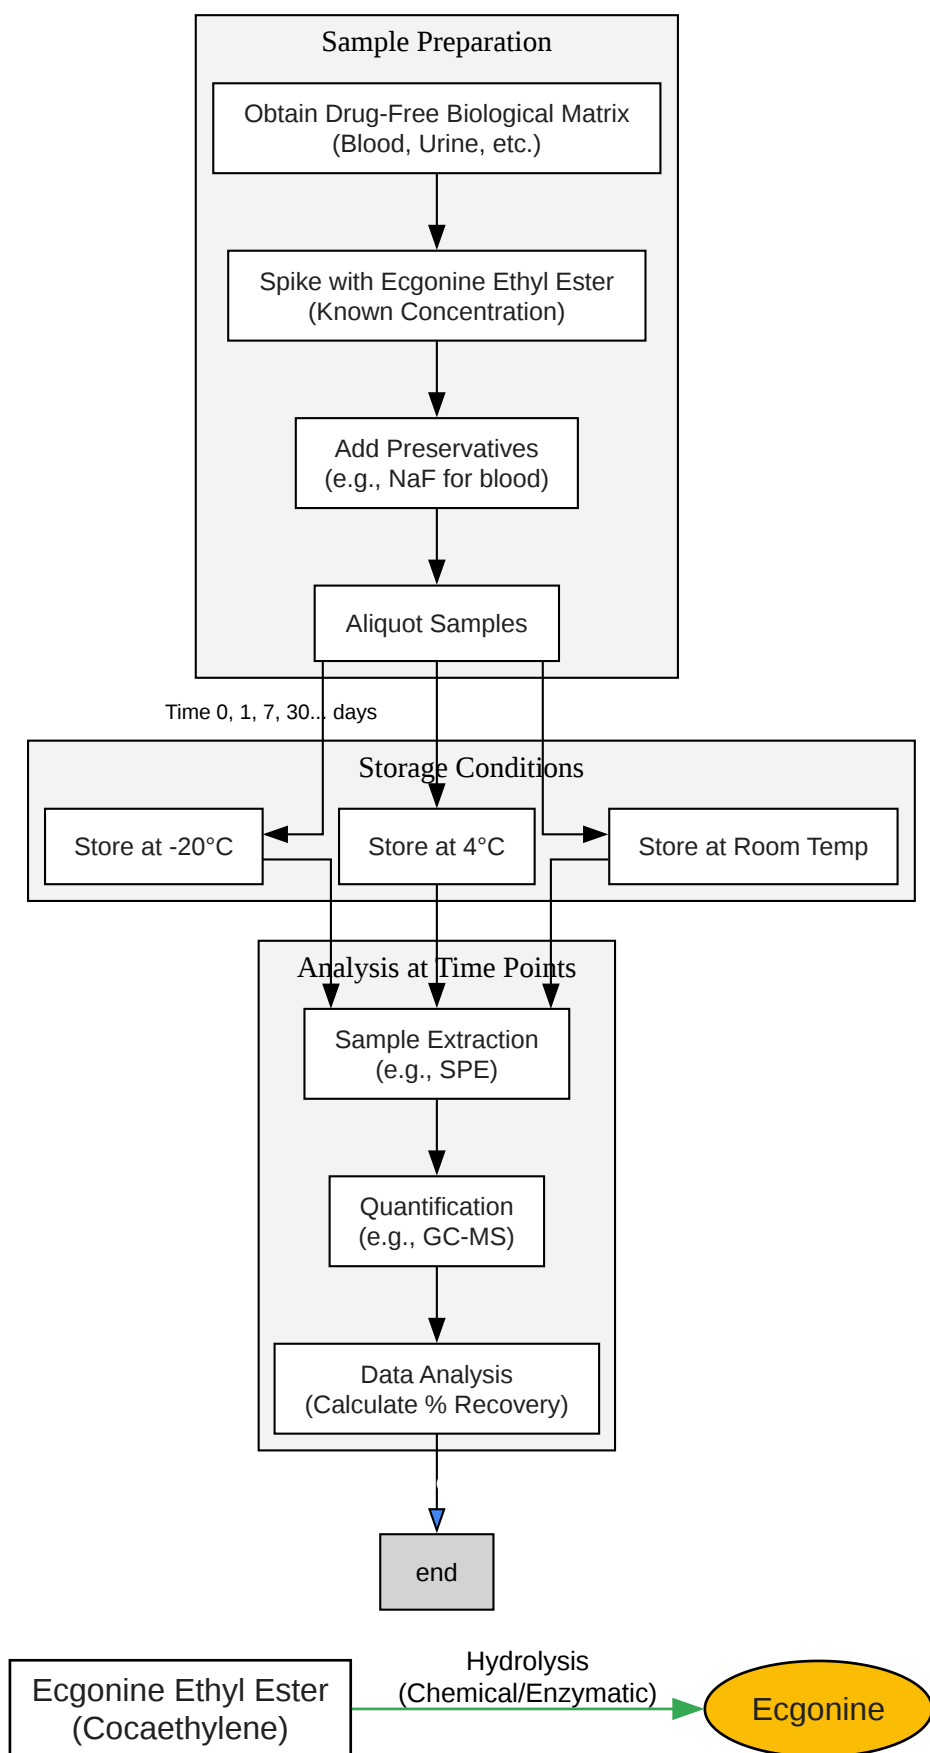 Sample Preparation
Obtain Drug-Free Biological Matrix
(Blood, Urine, etc.)
Spike with Ecgonine Ethyl Ester
(Known Concentration)
Add Preservatives
(e.g., NaF for blood)
Aliquot Samples
Time 0, 1, 7, 30... days
Storage Conditions
Store at -20°C
Store at 4°C
Store at Room Temp
Analysis at Time Points
Sample Extraction
(e.g., SPE)
Quantification
(e.g., GC-MS)
Data Analysis
(Calculate % Recovery)
end
Hydrolysis
(Chemical/Enzymatic)
Ecgonine Ethyl Ester
(Cocaethylene)
Ecgonine